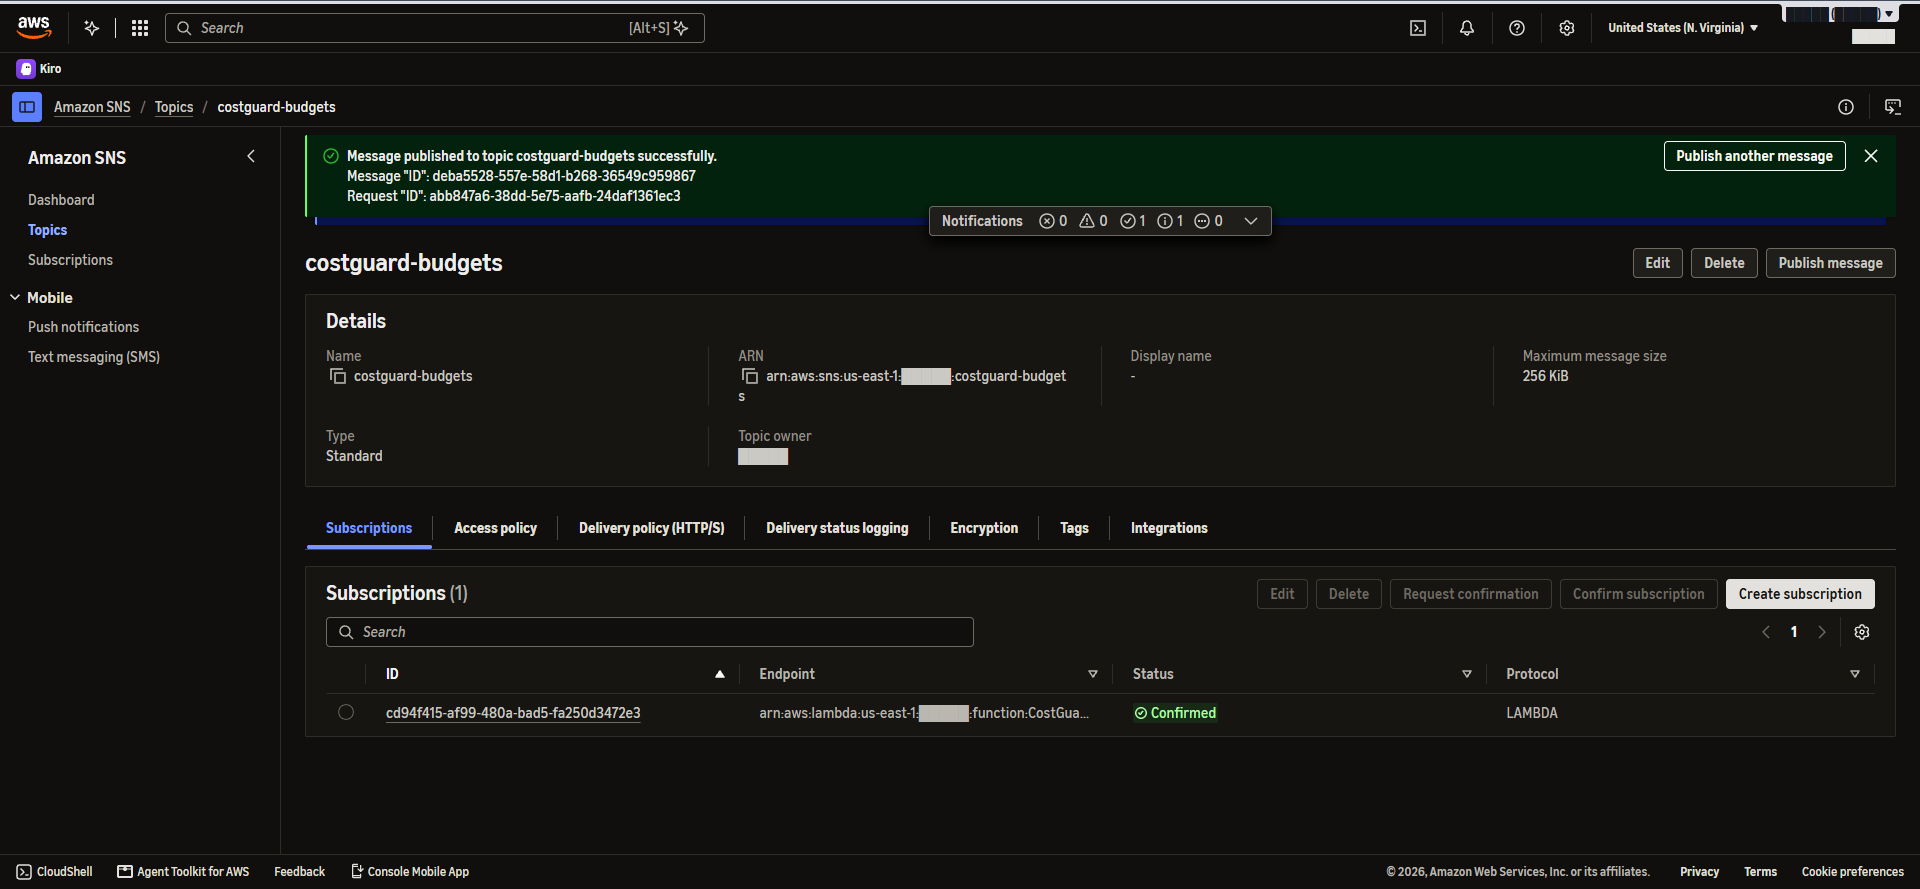 aws
Search [Alt+S]
United States (N. Virginia)
Kiro
Amazon SNS / Topics / costguard-budgets
Amazon SNS
Dashboard
Topics
Subscriptions
Mobile
Push notifications
Text messaging (SMS)
Message published to topic costguard-budgets successfully.
Message "ID": deba5528-557e-58d1-b268-36549c959867
Request "ID": abb847a6-38dd-5e75-aafb-24daf1361ec3
Publish another message
Notifications 0 0 1 1 0
costguard-budgets
Edit Delete Publish message
Details
Name
costguard-budgets
ARN
arn:aws:sns:us-east-1: :costguard-budget
s
Display name
-
Maximum message size
256 KiB
Type
Standard
Topic owner
Subscriptions Access policy Delivery policy (HTTP/S) Delivery status logging Encryption Tags Integrations
Subscriptions (1)
Edit Delete Request confirmation Confirm subscription Create subscription
Search
1
ID Endpoint Status Protocol
cd94f415-af99-480a-bad5-fa250d3472e3 arn:aws:lambda:us-east-1: :function:CostGua... Confirmed LAMBDA
CloudShell Agent Toolkit for AWS Feedback Console Mobile App © 2026, Amazon Web Services, Inc. or its affiliates. Privacy Terms Cookie preferences